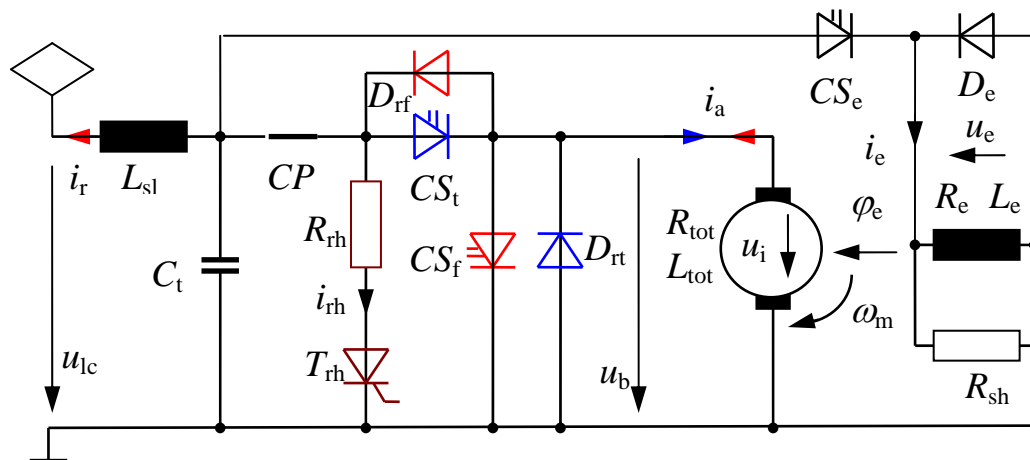 CSe
De
Drf
ia
ue
ie
ir
Lsl
CP
CSt
Re
Le
φe
Rtot
Rrh
CSf
Drt
ui
Ltot
Ct
irh
ωm
ulc
Trh
ub
Rsh